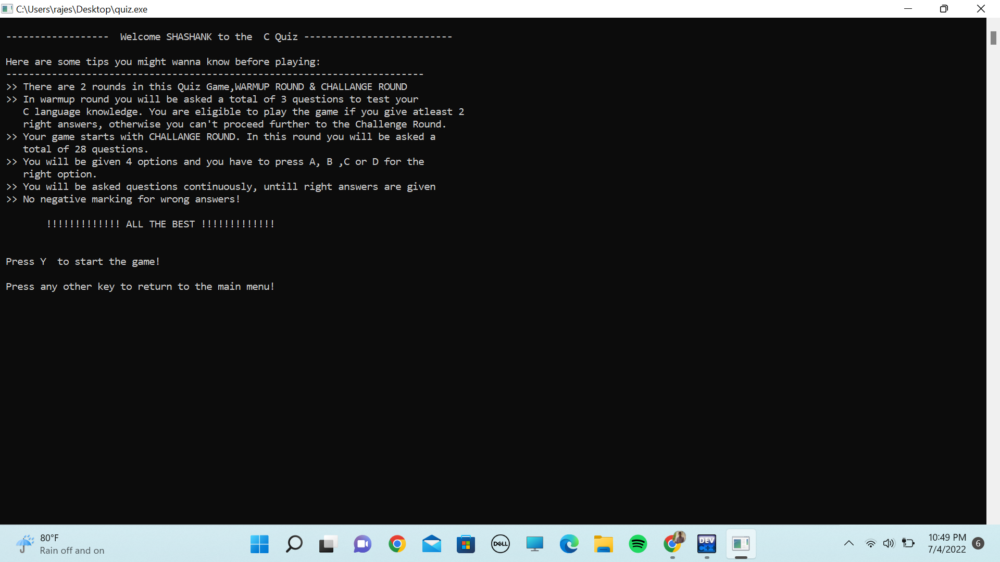 C:\Users\rajes\Desktop\quiz.exe
------------------  Welcome SHASHANK to the  C Quiz --------------------------
Here are some tips you might wanna know before playing:
-------------------------------------------------------------------------
>> There are 2 rounds in this Quiz Game,WARMUP ROUND & CHALLANGE ROUND
>> In warmup round you will be asked a total of 3 questions to test your
C language knowledge. You are eligible to play the game if you give atleast 2
right answers, otherwise you can't proceed further to the Challenge Round.
>> Your game starts with CHALLANGE ROUND. In this round you will be asked a
total of 28 questions.
>> You will be given 4 options and you have to press A, B ,C or D for the
right option.
>> You will be asked questions continuously, untill right answers are given
>> No negative marking for wrong answers!
!!!!!!!!!!!!! ALL THE BEST !!!!!!!!!!!!!
Press Y  to start the game!
Press any other key to return to the main menu!
80°F
Rain off and on
DELL
DEV
C++
10:49 PM
7/4/2022
6